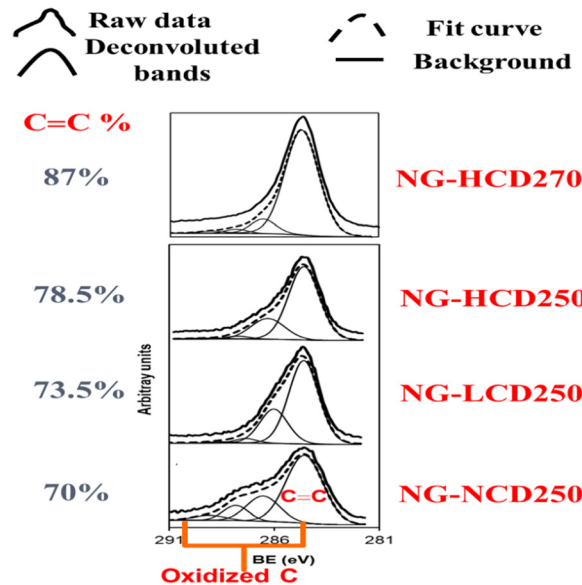 Raw data
Deconvoluted
bands
Fit curve
Background
C=C %
87%
NG-HCD270
78.5%
NG-HCD250
73.5%
NG-LCD250
70%
NG-NCD250
Arbitray units
C=C
291
286
281
BE (eV)
Oxidized C